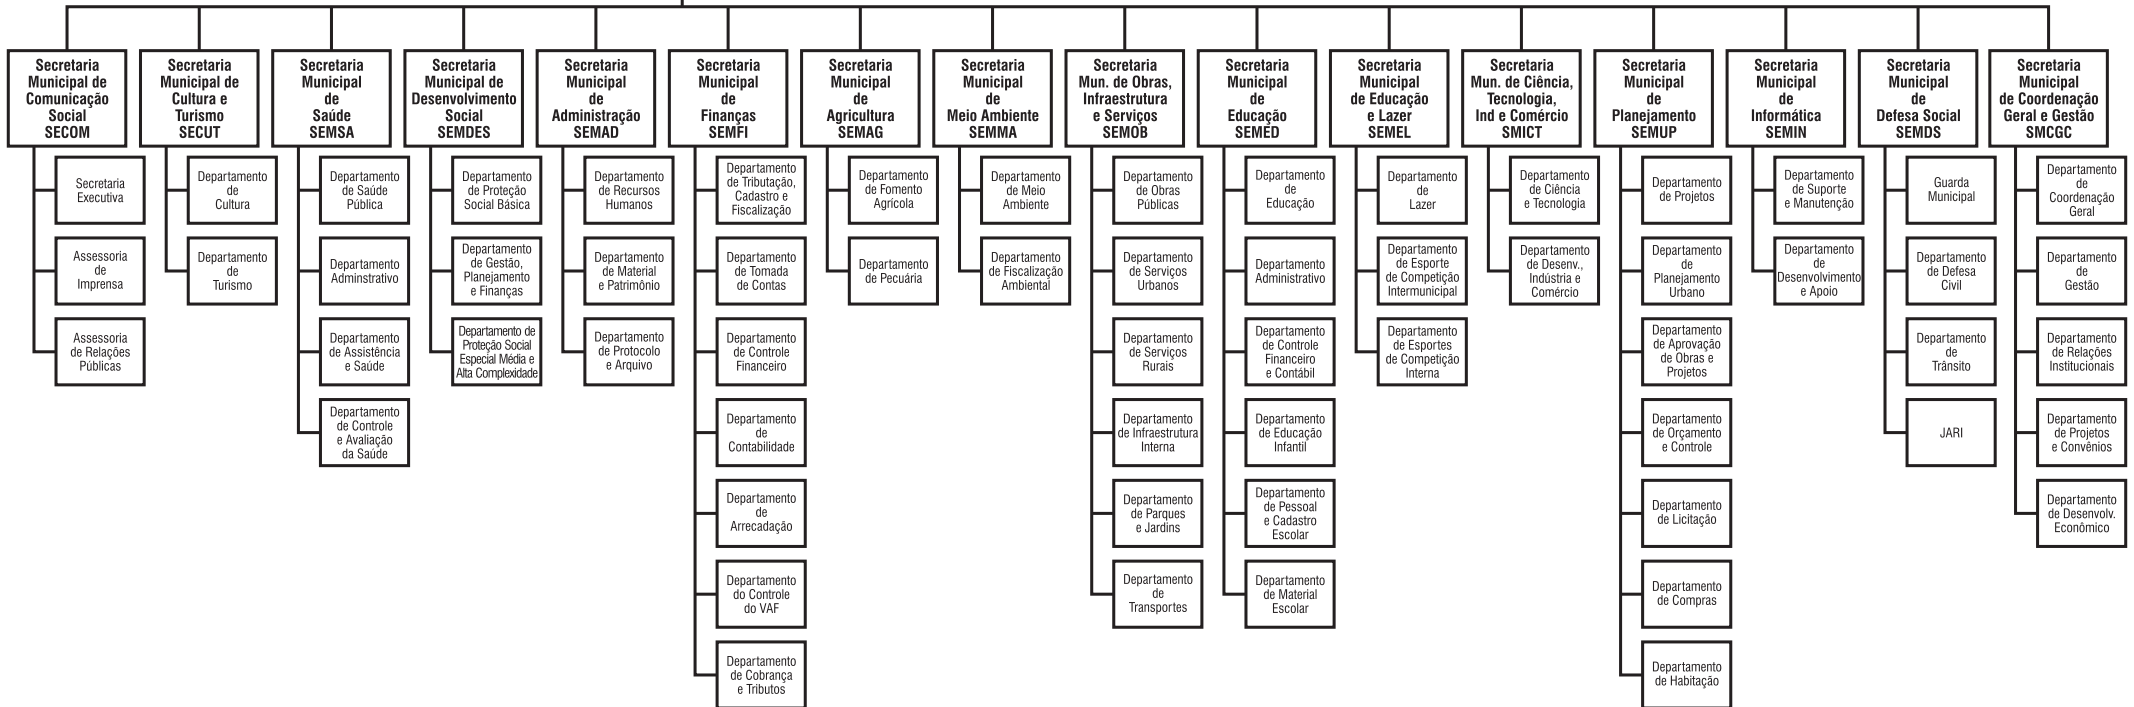 Secretaria
Municipal de
Comunicação
Social
SECOM
Secretaria
Executiva
Assessoria
de
Imprensa
Assessoria
de Relações
Públicas
Secretaria
Municipal de
Cultura e
Turismo
SECUT
Departamento
de
Cultura
Departamento
de
Turismo
Secretaria
Municipal
de
Saúde
SEMSA
Departamento
de Saúde
Pública
Departamento
Adminstrativo
Departamento
de Assistência
e Saúde
Departamento
de Controle
e Avaliação
da Saúde
Secretaria
Municipal de
Desenvolvimento
Social
SEMDES
Departamento
de Proteção
Social Básica
Departamento
de Gestão,
Planejamento
e Finanças
Departamento de
Proteção Social
Especial Média e
Alta Complexidade
Secretaria
Municipal
de
Administração
SEMAD
Departamento
de Recursos
Humanos
Departamento
de Material
e Patrimônio
Departamento
de Protocolo
e Arquivo
Secretaria
Municipal
de
Finanças
SEMFI
Departamento
de Tributação,
Cadastro e
Fiscalização
Departamento
de Tomada
de Contas
Departamento
de Controle
Financeiro
Departamento
de
Contabilidade
Departamento
de
Arrecadação
Departamento
do Controle
do VAF
Departamento
de Cobrança
e Tributos
Secretaria
Municipal
de
Agricultura
SEMAG
Departamento
de Fomento
Agrícola
Departamento
de Pecuária
Secretaria
Municipal
de
Meio Ambiente
SEMMA
Departamento
de Meio
Ambiente
Departamento
de Fiscalização
Ambiental
Secretaria
Mun. de Obras,
Infraestrutura
e Serviços
SEMOB
Departamento
de Obras
Públicas
Departamento
de Serviços
Urbanos
Departamento
de Serviços
Rurais
Departamento
de Infraestrutura
Interna
Departamento
de Parques
e Jardins
Departamento
de
Transportes
Secretaria
Municipal
de
Educação
SEMED
Departamento
de
Educação
Departamento
Administrativo
Departamento
de Controle
Financeiro
e Contábil
Departamento
de Educação
Infantil
Departamento
de Pessoal
e Cadastro
Escolar
Departamento
de Material
Escolar
Secretaria
Municipal
de Educação
e Lazer
SEMEL
Departamento
de
Lazer
Departamento
de Esporte
de Competição
Intermunicipal
Departamento
de Esportes
de Competição
Interna
Secretaria
Mun. de Ciência,
Tecnologia,
Ind e Comércio
SMICT
Departamento
de Ciência
e Tecnologia
Departamento
de Desenv.,
Indústria e
Comércio
Secretaria
Municipal
de
Planejamento
SEMUP
Departamento
de Projetos
Departamento
de
Planejamento
Urbano
Departamento
de Aprovação
de Obras e
Projetos
Departamento
de Orçamento
e Controle
Departamento
de Licitação
Departamento
de Compras
Departamento
de Habitação
Secretaria
Municipal
de
Informática
SEMIN
Departamento
de Suporte
e Manutenção
Departamento
de
Desenvolvimento
e Apoio
Secretaria
Municipal
de
Defesa Social
SEMDS
Guarda
Municipal
Departamento
de Defesa
Civil
Departamento
de
Trânsito
JARI
Secretaria
Municipal
de Coordenação
Geral e Gestão
SMCGC
Departamento
de
Coordenação
Geral
Departamento
de
Gestão
Departamento
de Relações
Institucionais
Departamento
de Projetos
e Convênios
Departamento
de Desenvolv.
Econômico